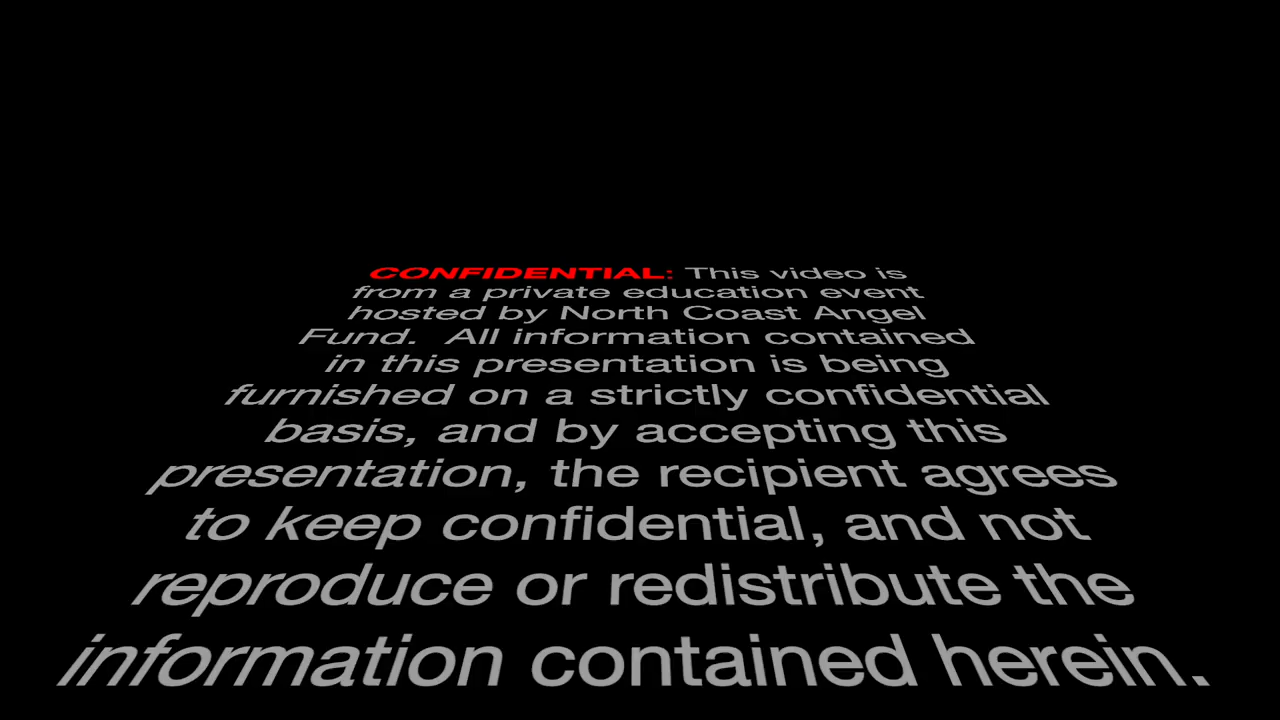 CONFIDENTIAL: This video is
from a private education event
hosted by North Coast Angel
Fund.  All information contained
in this presentation is being
furnished on a strictly confidential
basis, and by accepting this
presentation, the recipient agrees
to keep confidential, and not
reproduce or redistribute the
information contained herein.